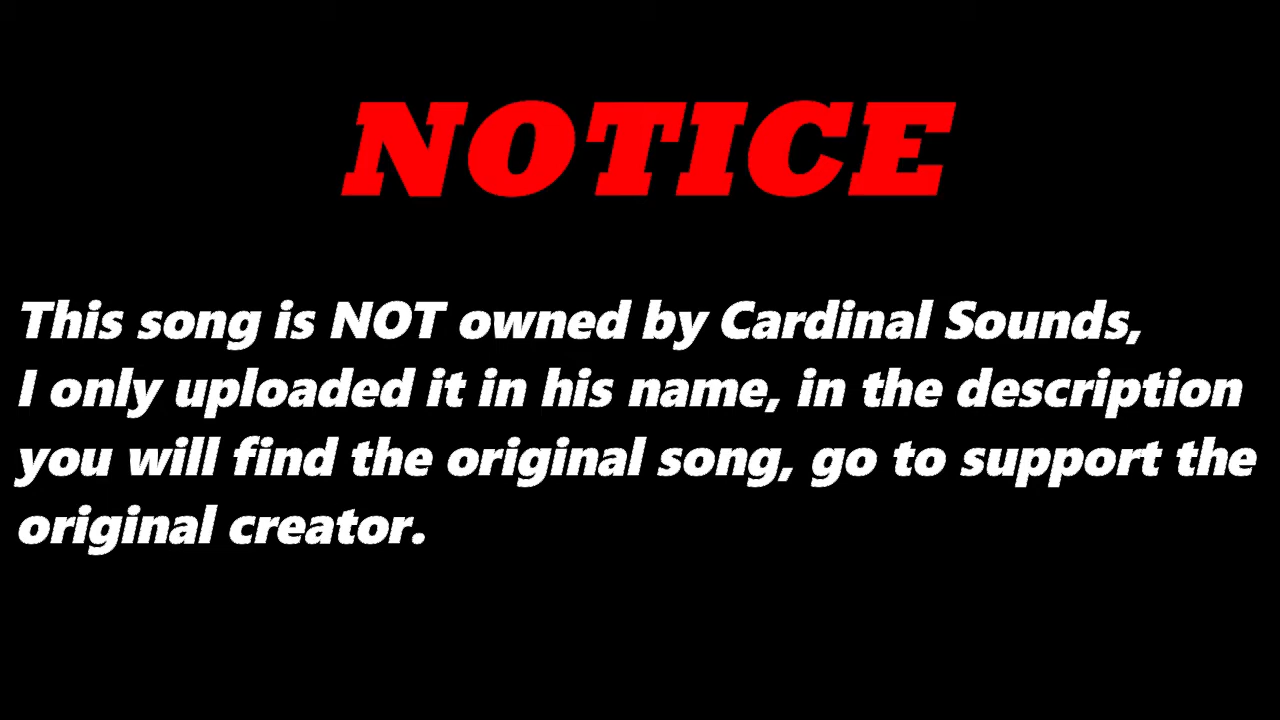 NOTICE
This song is NOT owned by Cardinal Sounds,
I only uploaded it in his name, in the description
you will find the original song, go to support the
original creator.